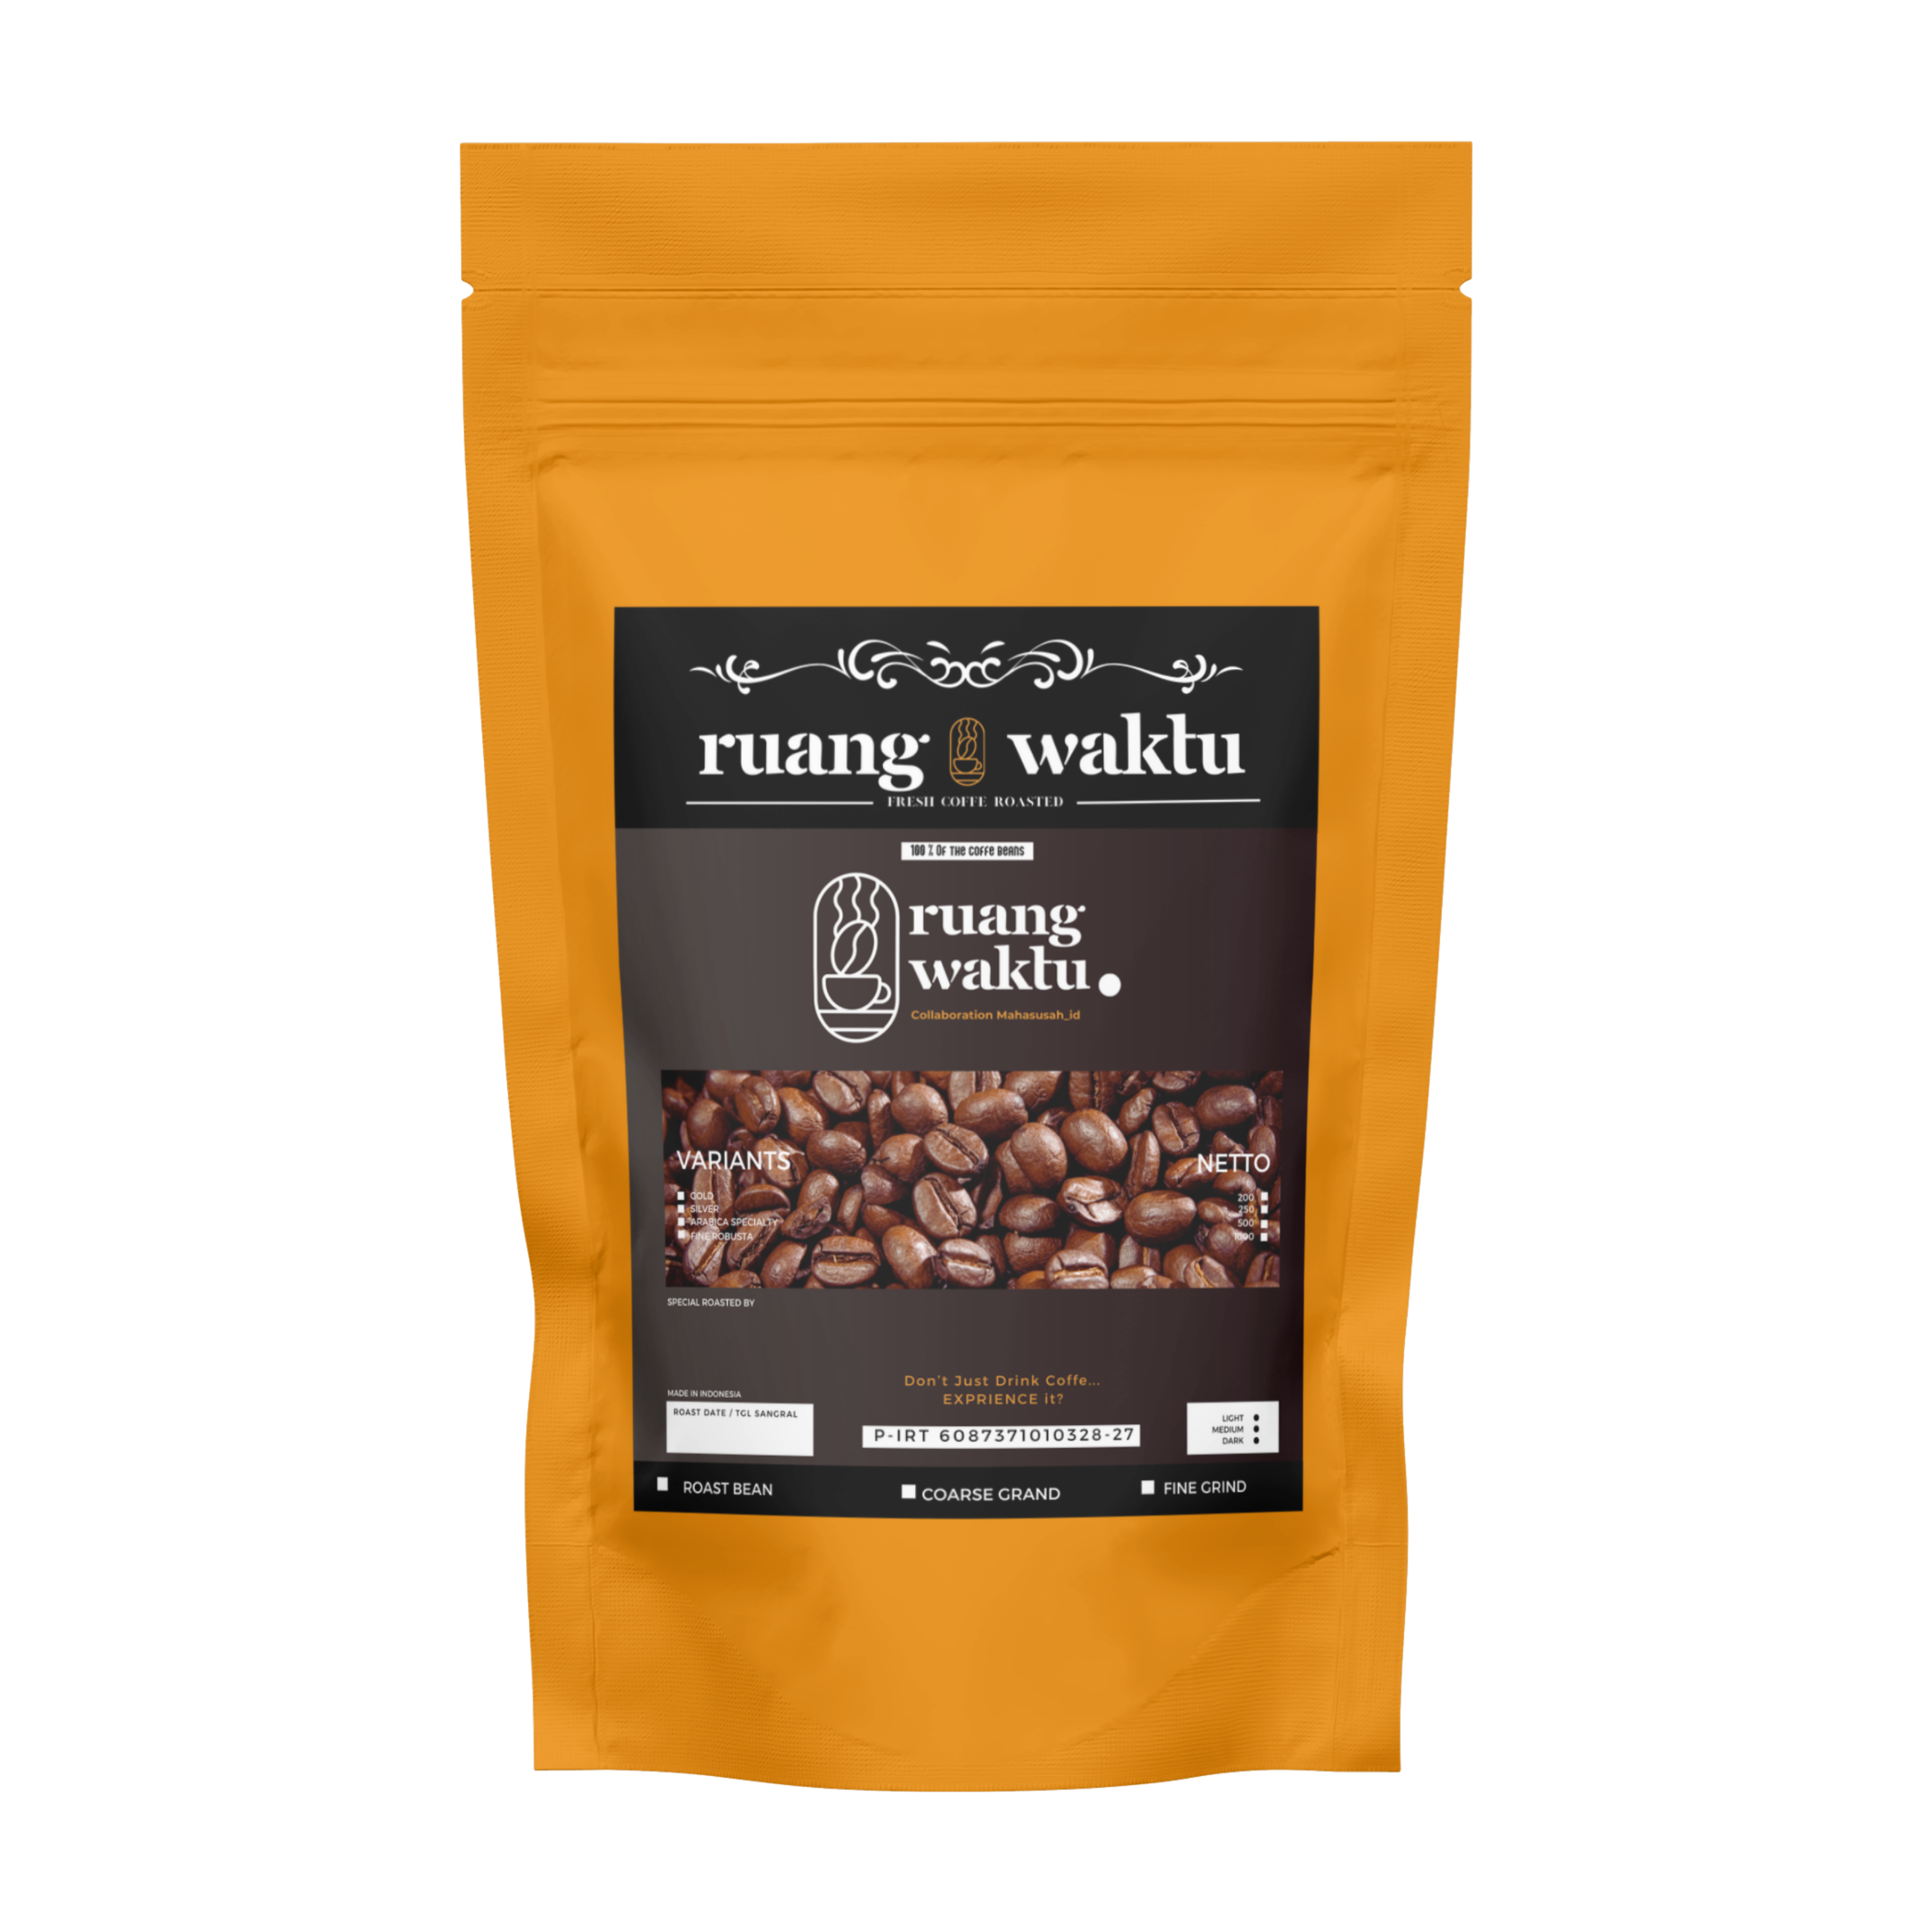 ruang waktu
FRESH COFFE ROASTED
100 % OF THE COFFE BEANS
ruang
waktu.
Collaboration Mahasusah_id
VARIANTS
GOLD
SILVER
ARABICA SPECIALTY
FINE ROBUSTA
NETTO
200
250
500
1000
SPECIAL ROASTED BY
Don't Just Drink Coffe...
EXPRIENCE it?
MADE IN INDONESIA
ROAST DATE / TGL SANGRAL
P-IRT 6087371010328-27
LIGHT
MEDIUM
DARK
ROAST BEAN
COARSE GRAND
FINE GRIND